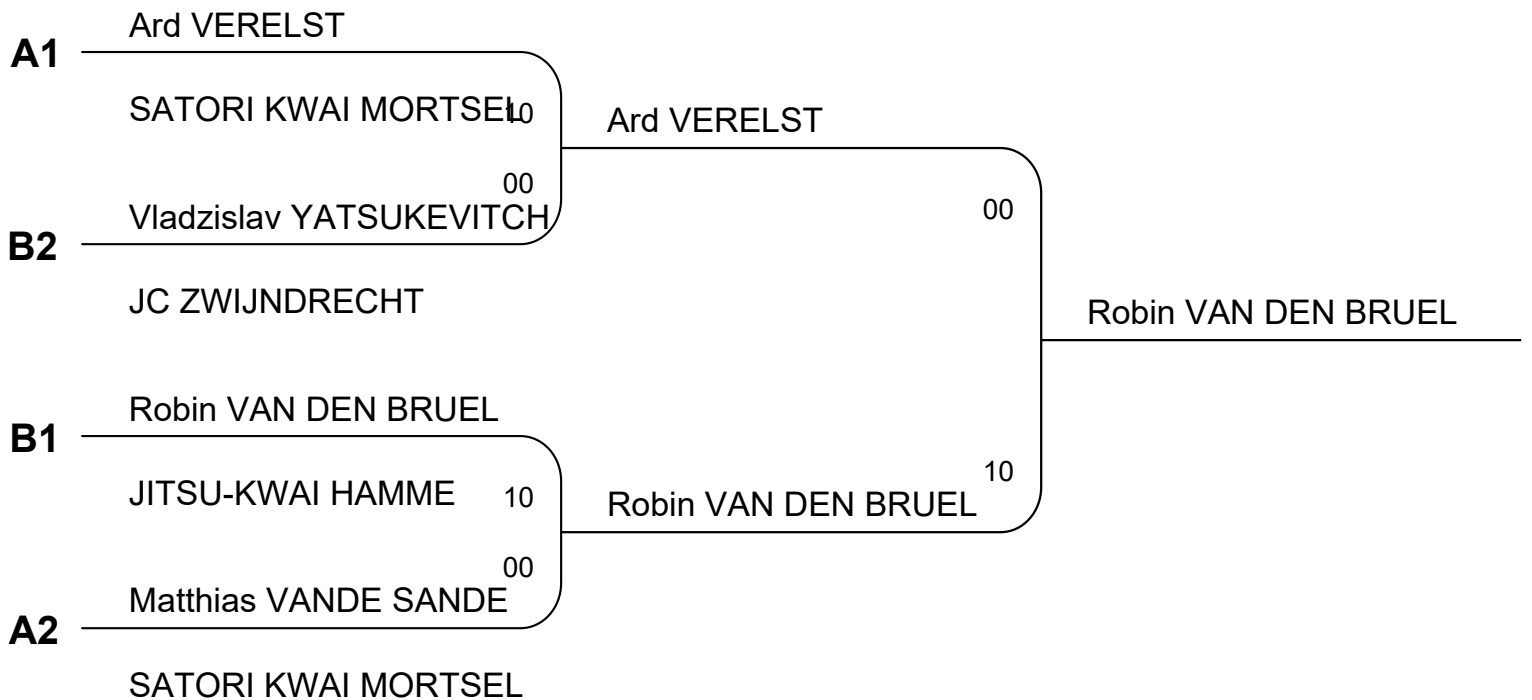 A1
Ard VERELST
SATORI KWAI MORTSEL
10
00
Vladzislav YATSUKEVITCH
B2
JC ZWIJNDRECHT
B1
Robin VAN DEN BRUEL
JITSU-KWAI HAMME
10
00
Matthias VANDE SANDE
A2
SATORI KWAI MORTSEL
Ard VERELST
00
10
Robin VAN DEN BRUEL
Robin VAN DEN BRUEL